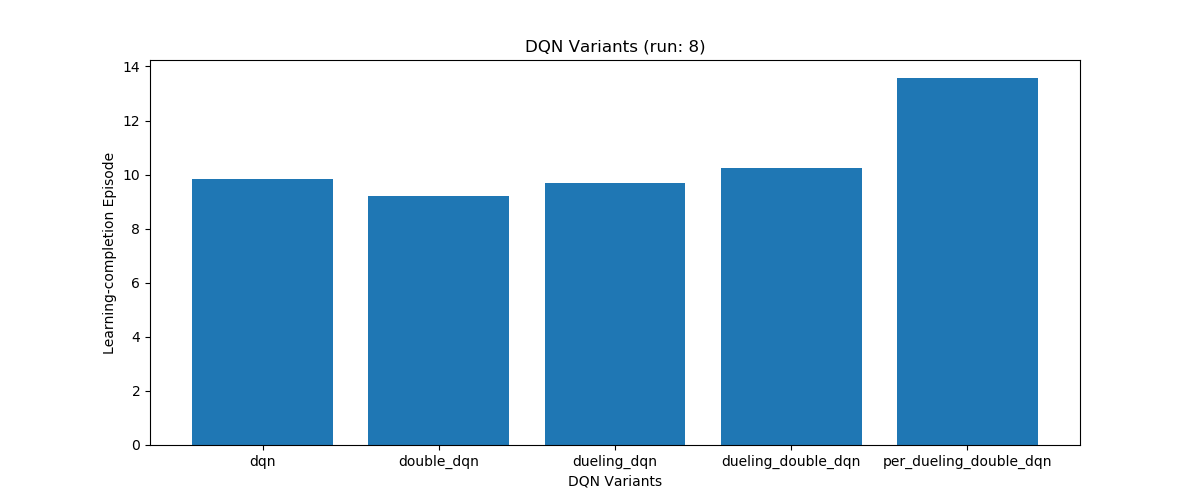 DQN Variants (run: 8)
Learning-completion Episode
14
12
10
8
6
4
2
0
dqn double_dqn dueling_dqn dueling_double_dqn per_dueling_double_dqn
DQN Variants